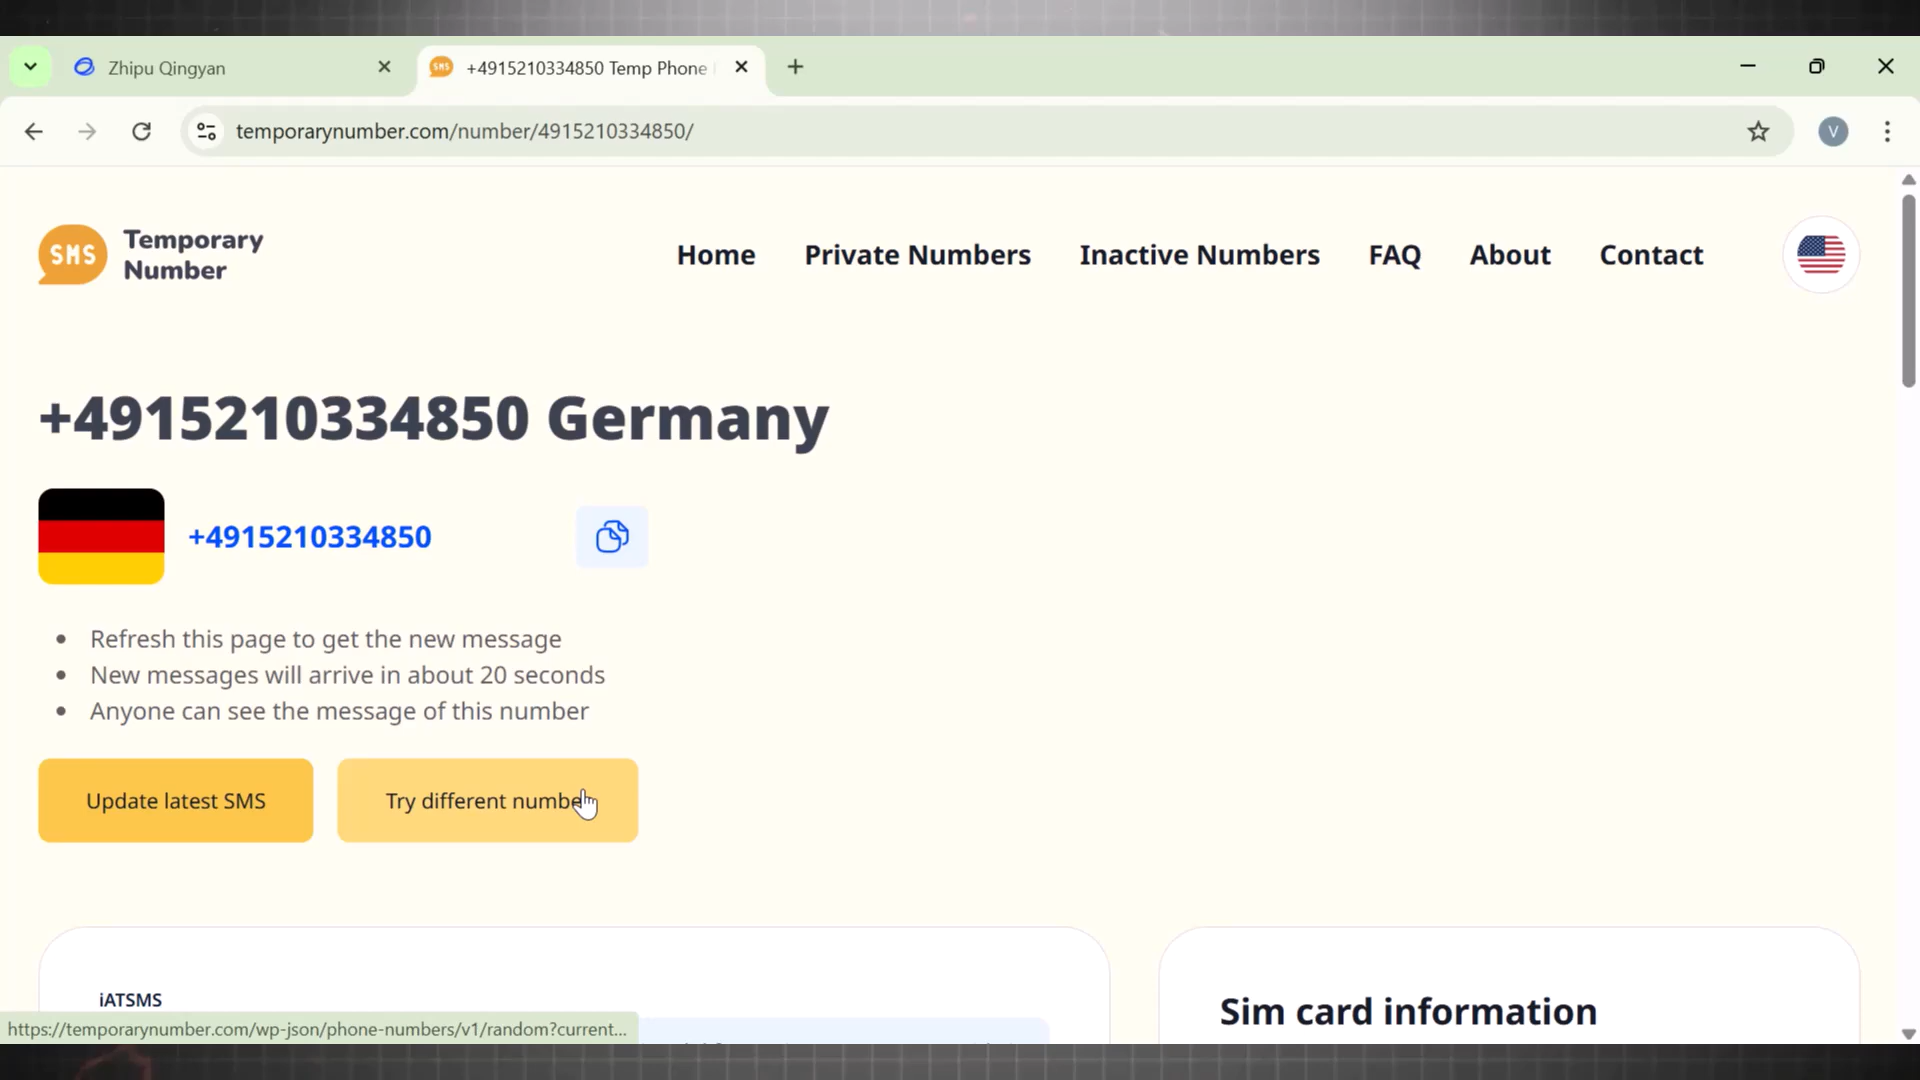 Zhipu Qingyan
SMS
+4915210334850 Temp Phone
temporarynumber.com/number/4915210334850/
V
SMS
Temporary
Number
Home
Private Numbers
Inactive Numbers
FAQ
About
Contact
+4915210334850 Germany
+4915210334850
Refresh this page to get the new message
New messages will arrive in about 20 seconds
Anyone can see the message of this number
Update latest SMS
Try different number
iATSMS
Sim card information
https://temporarynumber.com/wp-json/phone-numbers/v1/random?current...